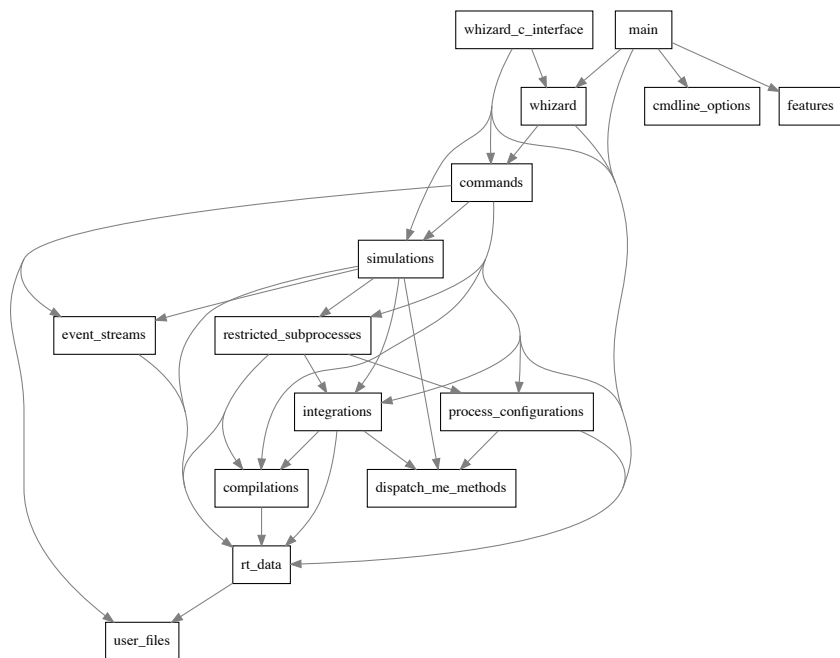 whizard_c_interface
main
whizard
cmdline_options
features
commands
simulations
event_streams
restricted_subprocesses
integrations
process_configurations
compilations
dispatch_me_methods
rt_data
user_files